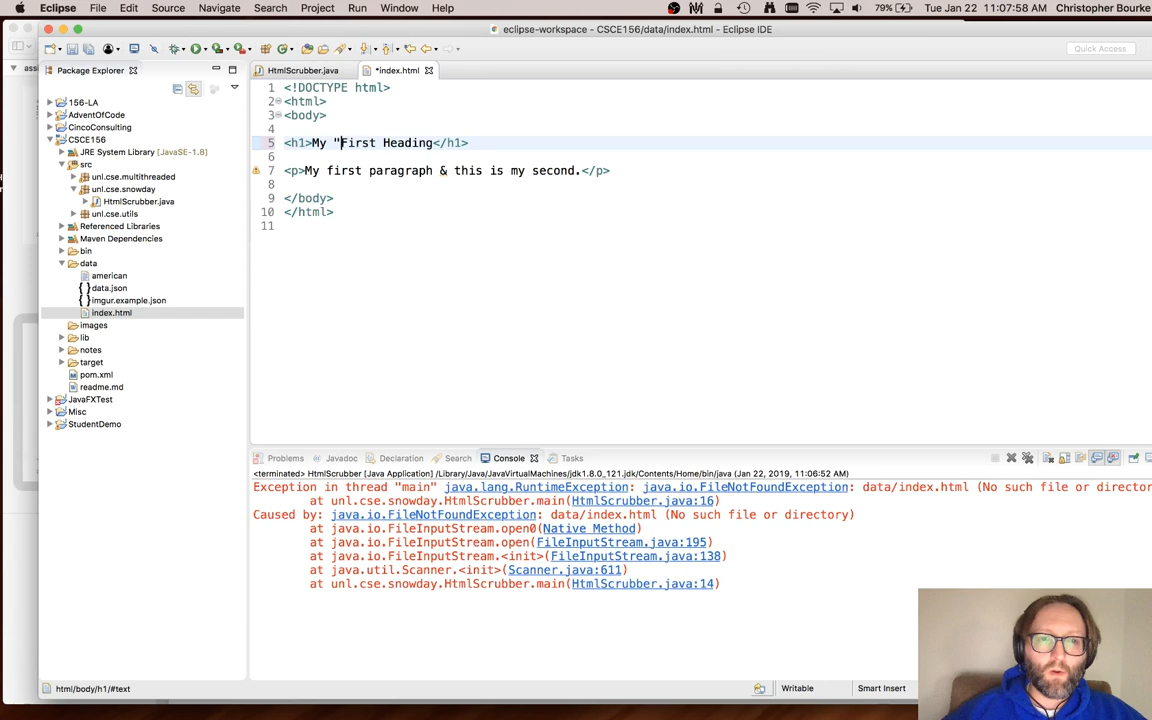 Eclipse File Edit Source Navigate Search Project Run Window Help 79% Tue Jan 22 11:07:58 AM Christopher Bourke
eclipse-workspace - CSCE156/data/index.html - Eclipse IDE
Quick Access
Package Explorer
HtmlScrubber.java *index.html
156-LA
AdventOfCode
CincoConsulting
CSCE156
JRE System Library [JavaSE-1.8]
src
unl.cse.multithreaded
unl.cse.snowday
HtmlScrubber.java
unl.cse.utils
Referenced Libraries
Maven Dependencies
bin
data
american
data.json
imgur.example.json
index.html
images
lib
notes
target
pom.xml
readme.md
JavaFXTest
Misc
StudentDemo
1 <!DOCTYPE html>
2 <html>
3 <body>
4
5 <h1>My "First Heading</h1>
6
7 <p>My first paragraph & this is my second.</p>
8
9 </body>
10 </html>
11
Problems Javadoc Declaration Search Console Tasks
<terminated> HtmlScrubber [Java Application] /Library/Java/JavaVirtualMachines/jdk1.8.0_121.jdk/Contents/Home/bin/java (Jan 22, 2019, 11:06:52 AM)
Exception in thread "main" java.lang.RuntimeException: java.io.FileNotFoundException: data/index.html (No such file or director
at unl.cse.snowday.HtmlScrubber.main(HtmlScrubber.java:16)
Caused by: java.io.FileNotFoundException: data/index.html (No such file or directory)
at java.io.FileInputStream.open0(Native Method)
at java.io.FileInputStream.open(FileInputStream.java:195)
at java.io.FileInputStream.<init>(FileInputStream.java:138)
at java.util.Scanner.<init>(Scanner.java:611)
at unl.cse.snowday.HtmlScrubber.main(HtmlScrubber.java:14)
html/body/h1/#text
Writable
Smart Insert